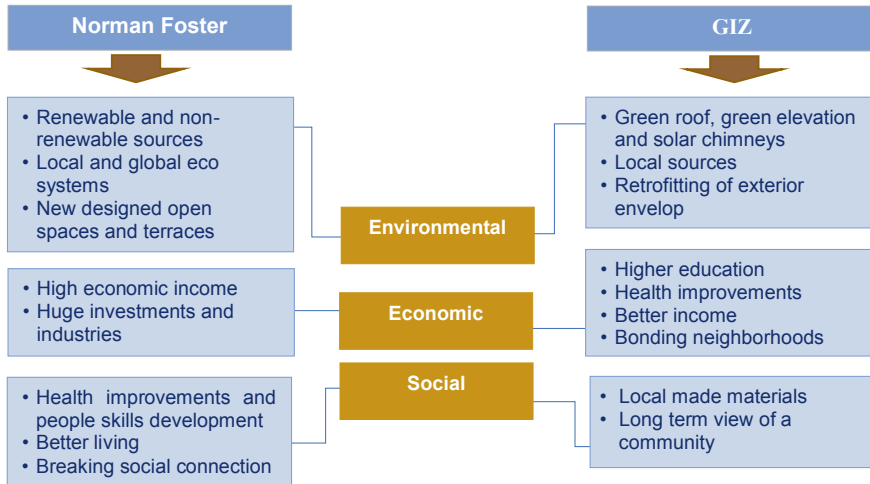 Norman Foster
GIZ
• Renewable and non-
renewable sources
• Local and global eco
systems
• New designed open
spaces and terraces
Environmental
• Green roof, green elevation
and solar chimneys
• Local sources
• Retrofitting of exterior
envelop
• High economic income
• Huge investments and
industries
Economic
• Higher education
• Health improvements
• Better income
• Bonding neighborhoods
• Health improvements and
people skills development
• Better living
• Breaking social connection
Social
• Local made materials
• Long term view of a
community